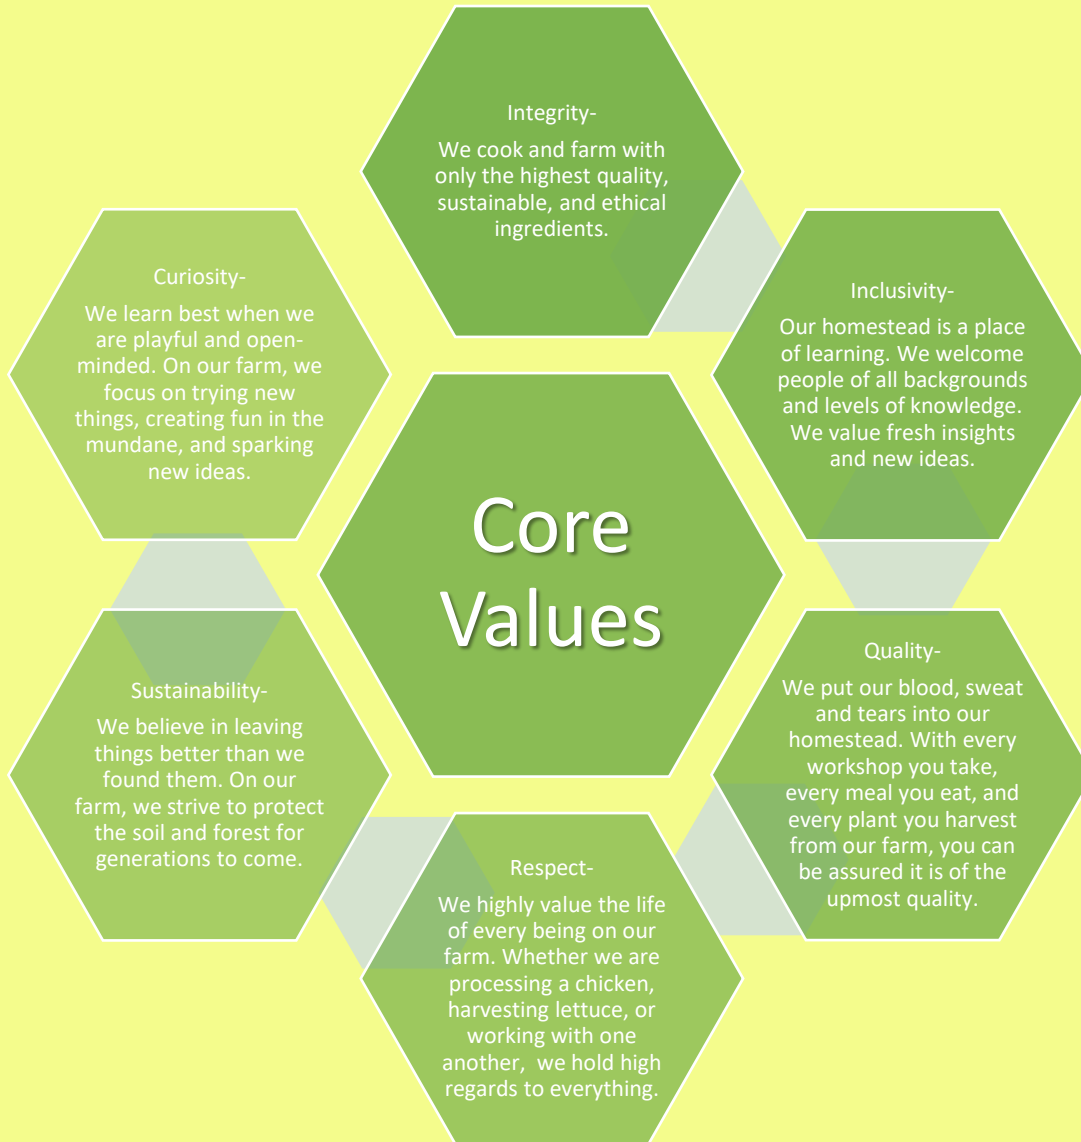 Integrity-
We cook and farm with
only the highest quality,
sustainable, and ethical
ingredients.
Inclusivity-
Our homestead is a place
of learning. We welcome
people of all backgrounds
and levels of knowledge.
We value fresh insights
and new ideas.
Quality-
We put our blood, sweat
and tears into our
homestead. With every
workshop you take,
every meal you eat, and
every plant you harvest
from our farm, you can
be assured it is of the
upmost quality.
Respect-
We highly value the life
of every being on our
farm. Whether we are
processing a chicken,
harvesting lettuce, or
working with one
another,  we hold high
regards to everything.
Sustainability-
We believe in leaving
things better than we
found them. On our
farm, we strive to protect
the soil and forest for
generations to come.
Curiosity-
We learn best when we
are playful and open-
minded. On our farm, we
focus on trying new
things, creating fun in the
mundane, and sparking
new ideas.
Core
Values